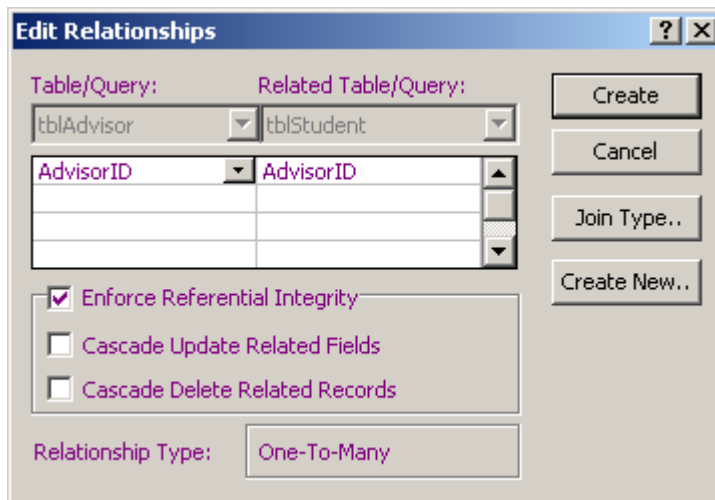 Edit Relationships
Table/Query: Related Table/Query:
tblAdvisor tblStudent
AdvisorID AdvisorID
Enforce Referential Integrity
Cascade Update Related Fields
Cascade Delete Related Records
Relationship Type: One-To-Many
Create
Cancel
Join Type..
Create New..